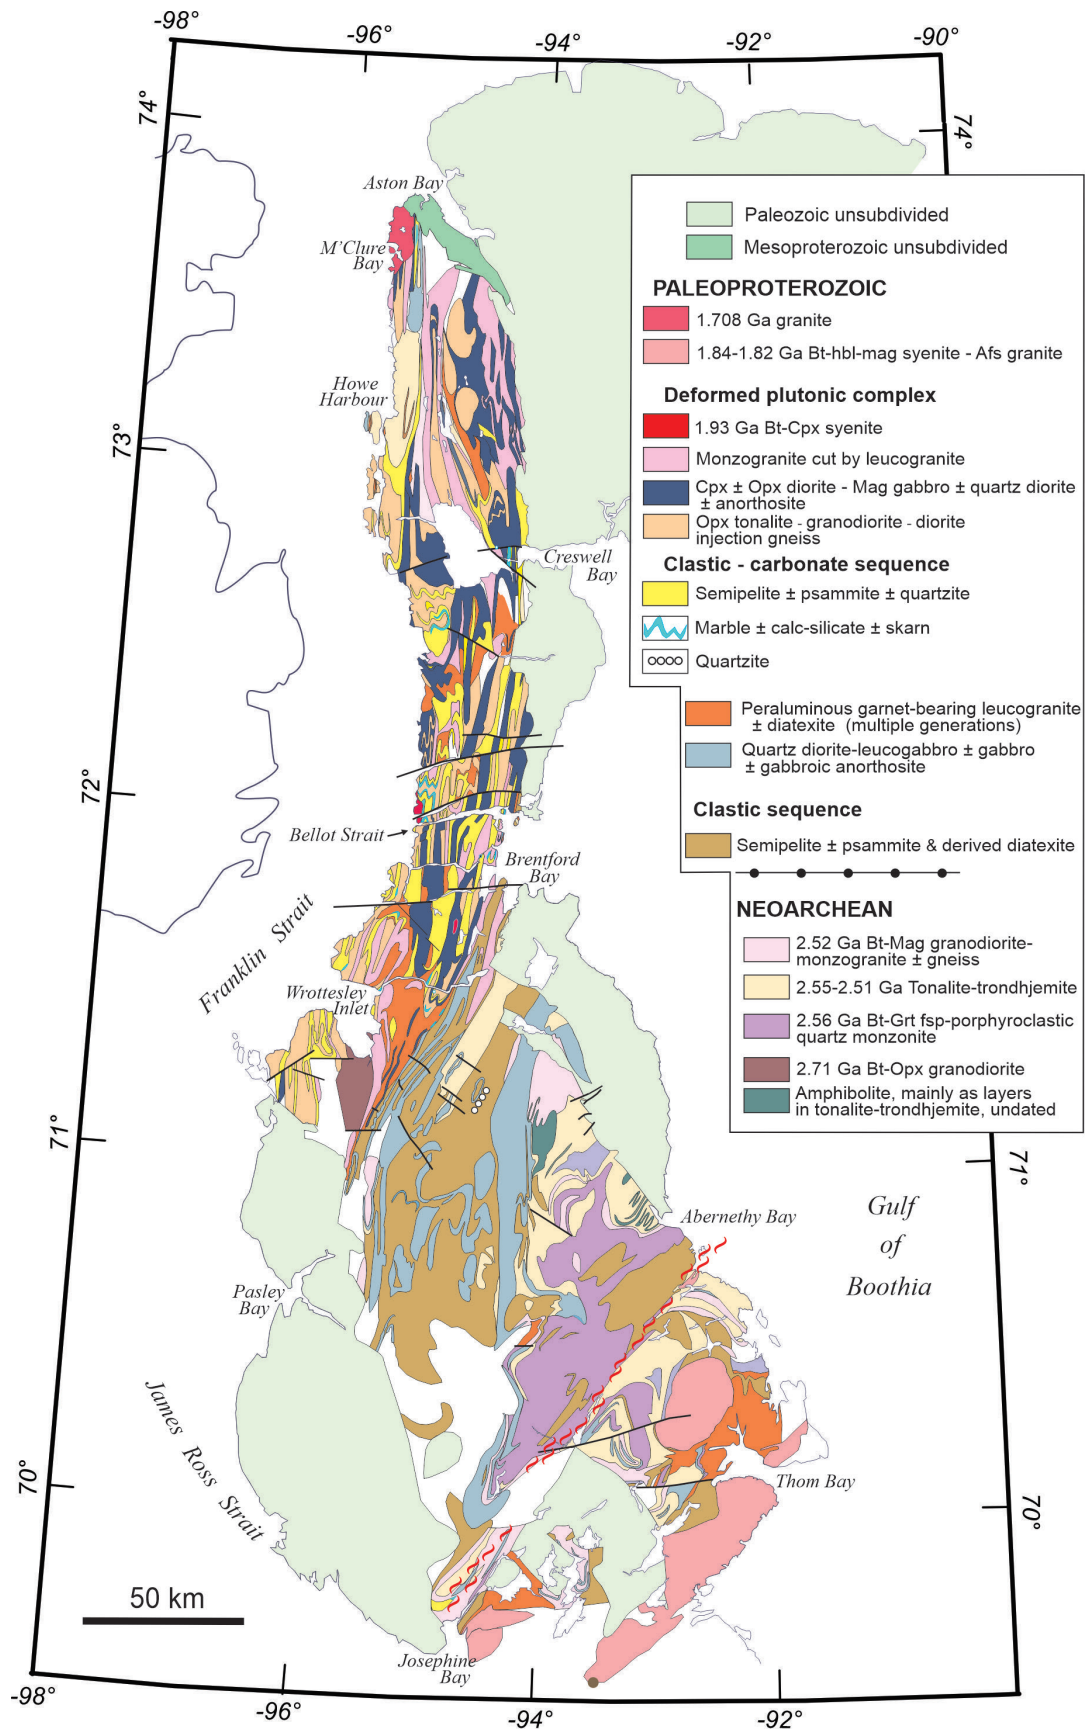 -98°
-96°
-94°
-92°
-90°
74°
74°
Aston Bay
M'Clure
Bay
Howe
Harbour
73°
Creswell
Bay
72°
Bellot Strait
Brentford
Bay
Franklin Strait
Wrottesley
Inlet
71°
71°
Abernethy Bay
Gulf
of
Boothia
Pasley
Bay
James Ross Strait
70°
70°
Thom Bay
50 km
Josephine
Bay
-98°
-96°
-94°
-92°
Paleozoic unsubdivided
Mesoproterozoic unsubdivided
PALEOPROTEROZOIC
1.708 Ga granite
1.84-1.82 Ga Bt-hbl-mag syenite - Afs granite
Deformed plutonic complex
1.93 Ga Bt-Cpx syenite
Monzogranite cut by leucogranite
Cpx ± Opx diorite - Mag gabbro ± quartz diorite
± anorthosite
Opx tonalite - granodiorite - diorite
injection gneiss
Clastic - carbonate sequence
Semipelite ± psammite ± quartzite
Marble ± calc-silicate ± skarn
Quartzite
Peraluminous garnet-bearing leucogranite
± diatexite (multiple generations)
Quartz diorite-leucogabbro ± gabbro
± gabbroic anorthosite
Clastic sequence
Semipelite ± psammite & derived diatexite
NEOARCHEAN
2.52 Ga Bt-Mag granodiorite-
monzogranite ± gneiss
2.55-2.51 Ga Tonalite-trondhjemite
2.56 Ga Bt-Grt fsp-porphyroclastic
quartz monzonite
2.71 Ga Bt-Opx granodiorite
Amphibolite, mainly as layers
in tonalite-trondhjemite, undated